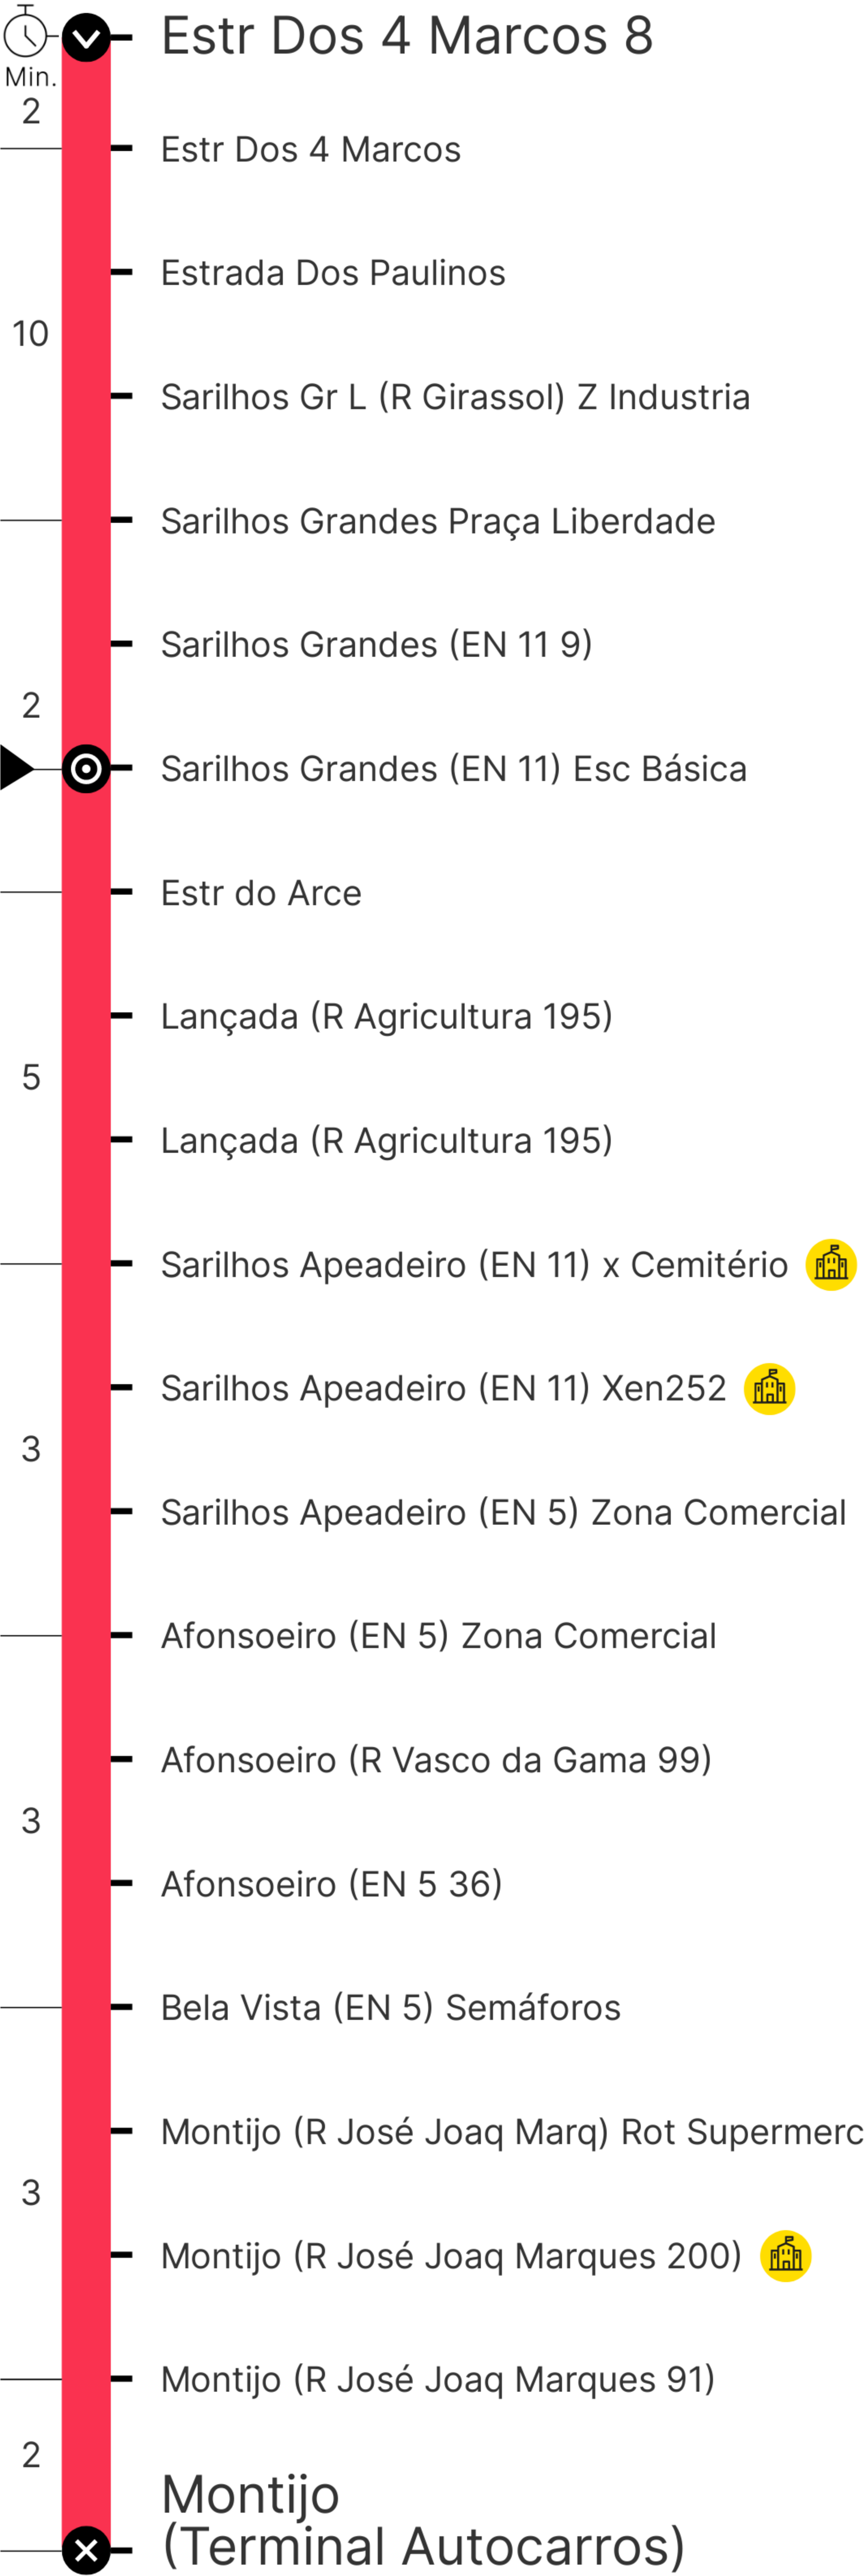 Estr Dos 4 Marcos 8
Min.
2
Estr Dos 4 Marcos
Estrada Dos Paulinos
10
Sarilhos Gr L (R Girassol) Z Industria
Sarilhos Grandes Praça Liberdade
Sarilhos Grandes (EN 11 9)
2
Sarilhos Grandes (EN 11) Esc Básica
Estr do Arce
Lançada (R Agricultura 195)
5
Lançada (R Agricultura 195)
Sarilhos Apeadeiro (EN 11) x Cemitério
Sarilhos Apeadeiro (EN 11) Xen252
3
Sarilhos Apeadeiro (EN 5) Zona Comercial
Afonsoeiro (EN 5) Zona Comercial
Afonsoeiro (R Vasco da Gama 99)
3
Afonsoeiro (EN 5 36)
Bela Vista (EN 5) Semáforos
Montijo (R José Joaq Marq) Rot Supermerc
3
Montijo (R José Joaq Marques 200)
Montijo (R José Joaq Marques 91)
2
Montijo
(Terminal Autocarros)